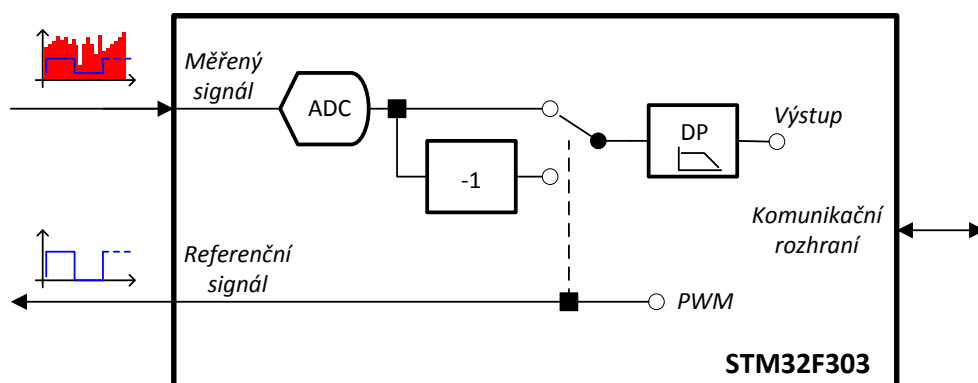 Měřený
signál
ADC
-1
DP
Výstup
Komunikační
rozhraní
Referenční
signál
PWM
STM32F303